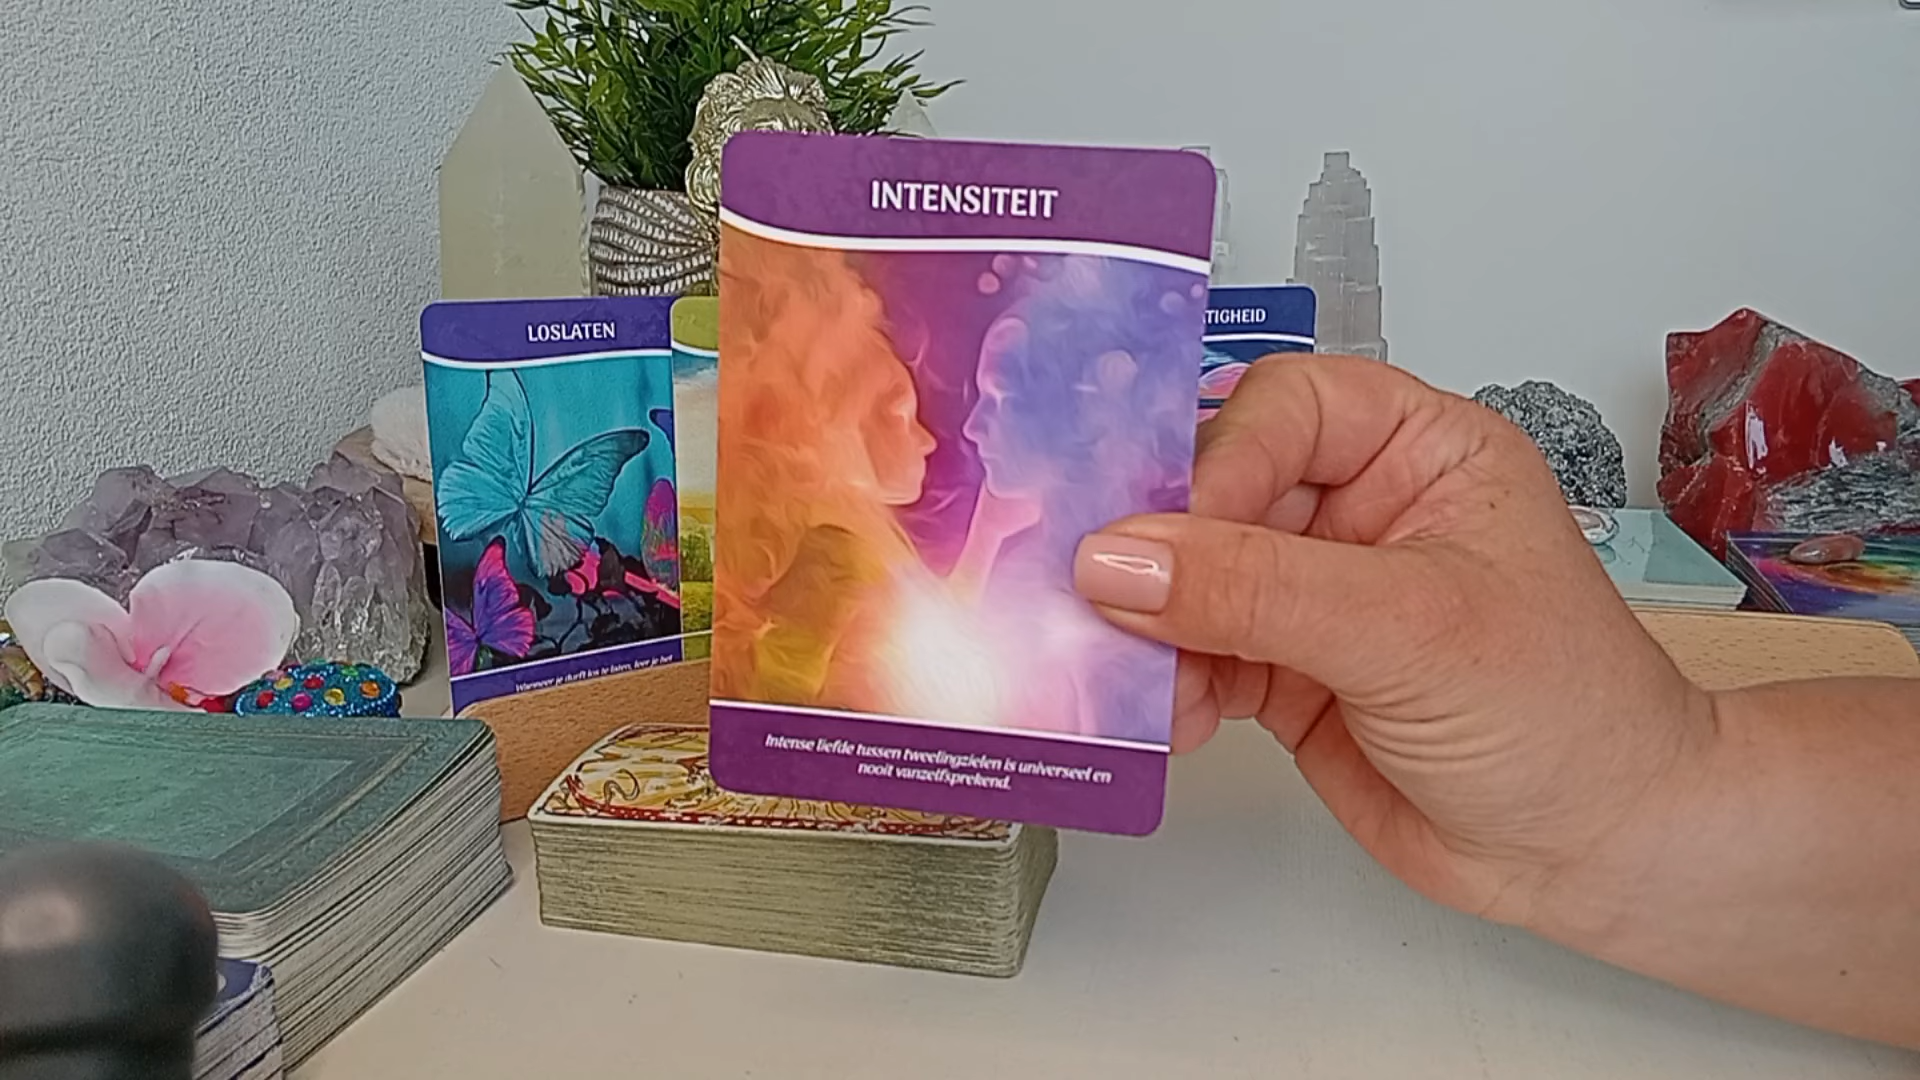 INTENSITEIT
Intense liefde tussen tweelingzielen is universeel en
nooit vanzelfsprekend.
LOSLATEN
Wanneer je durft los te laten, leer je het
TIGHEID